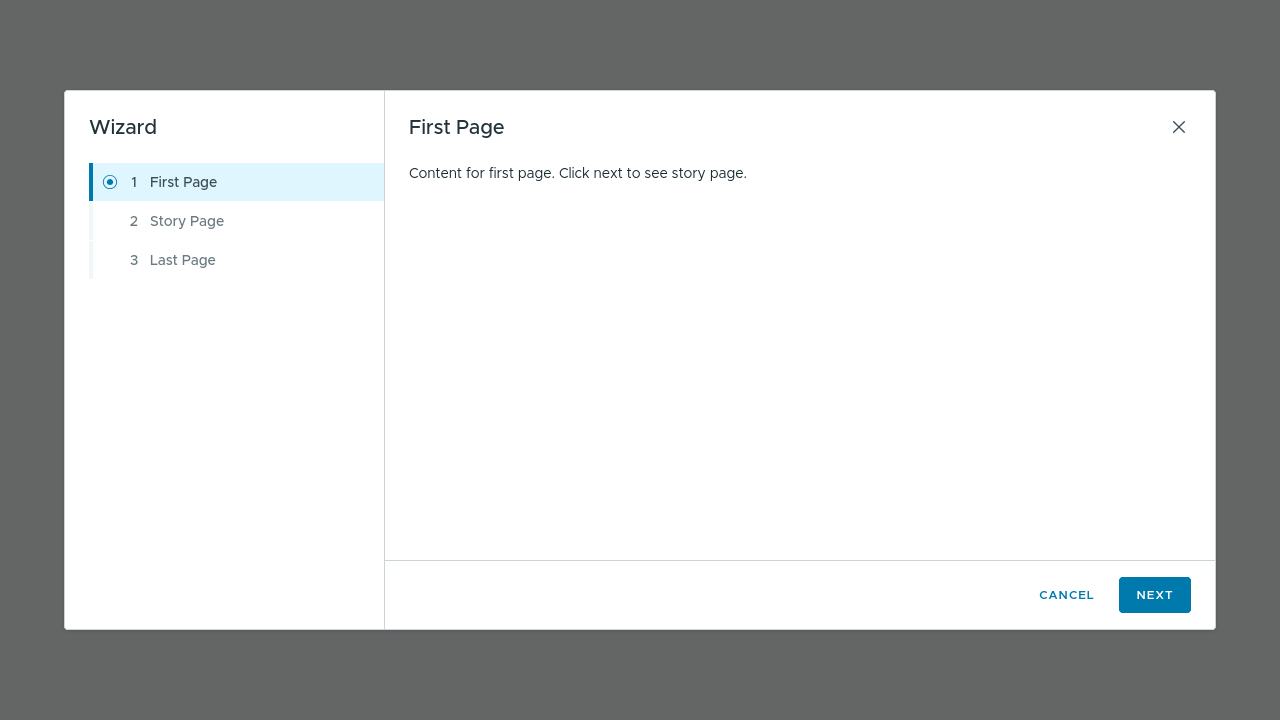 Wizard
1 First Page
2 Story Page
3 Last Page
First Page
Content for first page. Click next to see story page.
CANCEL
NEXT